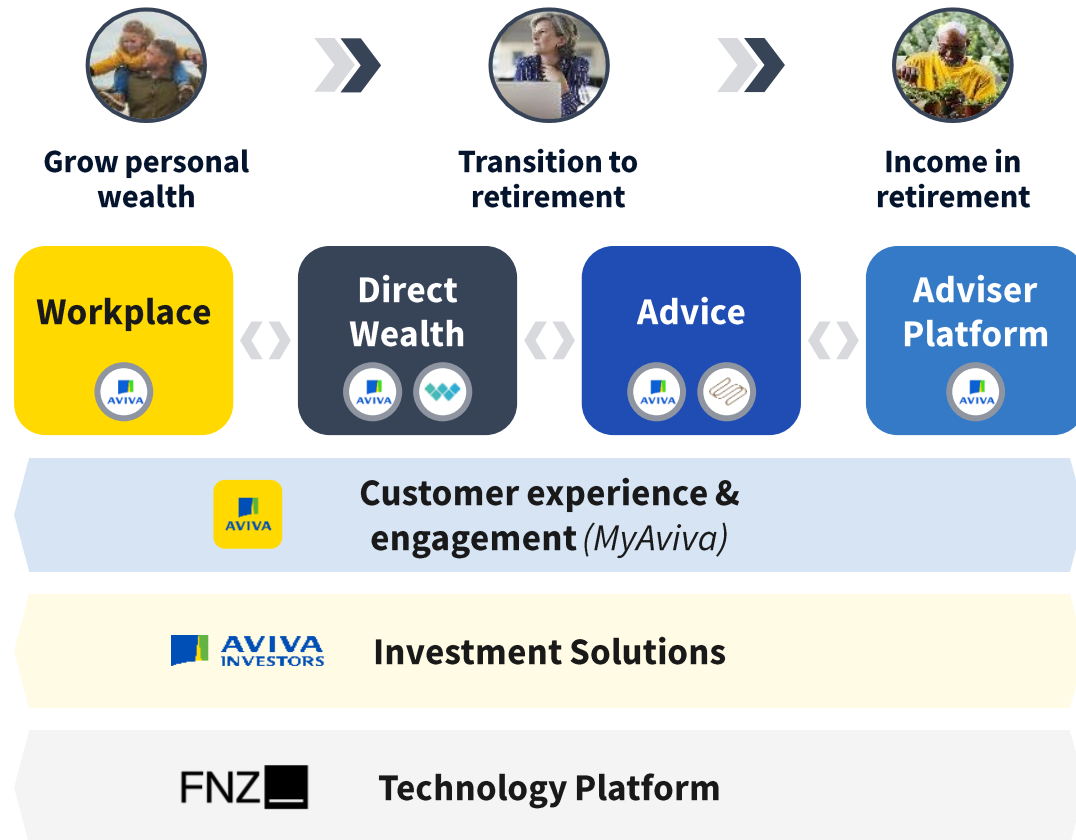 Grow personal
wealth
Transition to
retirement
Income in
retirement
Workplace
AVIVA
Direct
Wealth
AVIVA
Advice
AVIVA
Adviser
Platform
AVIVA
AVIVA
Customer experience &
engagement (MyAviva)
AVIVA
INVESTORS
Investment Solutions
FNZ
Technology Platform